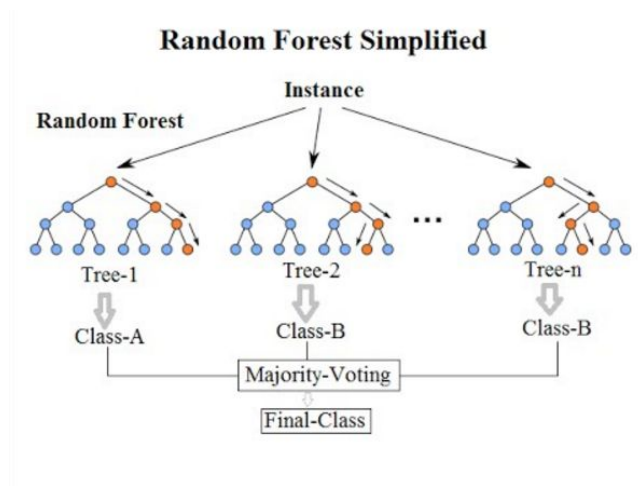 Random Forest Simplified
Instance
Random Forest
...
Tree-1
Tree-2
Tree-n
Class-A
Class-B
Class-B
Majority-Voting
Final-Class